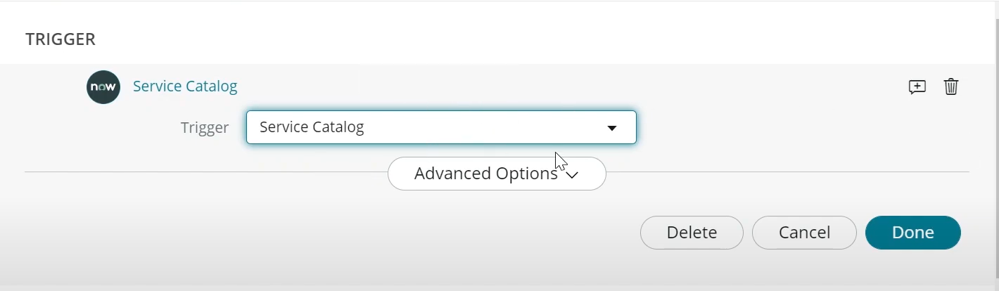 TRIGGER
now Service Catalog
Trigger Service Catalog
Advanced Options
Delete Cancel Done